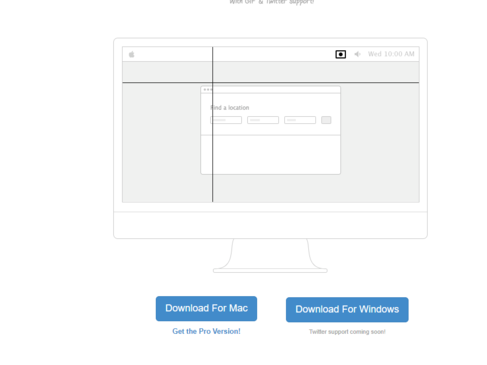 With GIF & Twitter Support!
Wed 10:00 AM
Find a location
Download For Mac
Download For Windows
Get the Pro Version!
Twitter support coming soon!